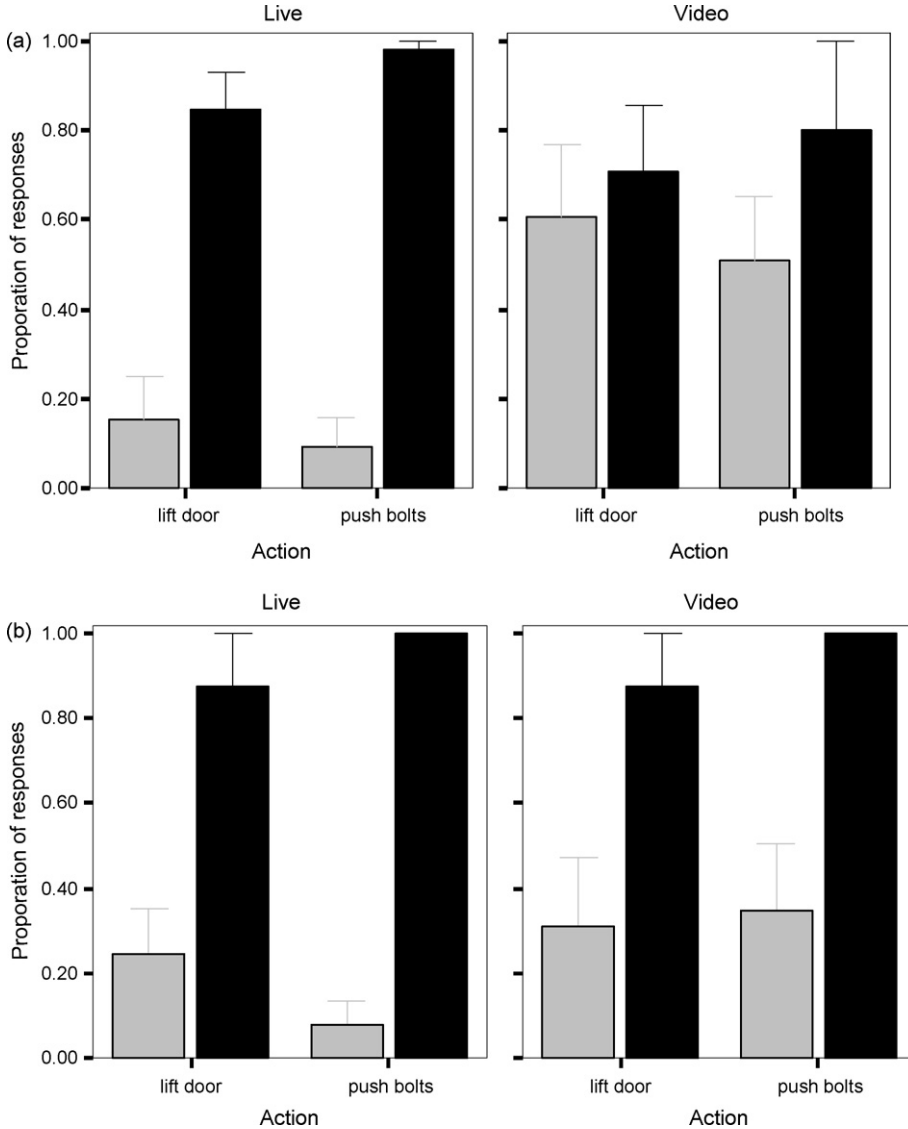 Live Video
(a) 1.00
0.80
0.60
0.40
0.20
0.00
Proporation of responses
lift door push bolts lift door push bolts
Action Action
Live Video
(b) 1.00
0.80
0.60
0.40
0.20
0.00
Proporation of responses
lift door push bolts lift door push bolts
Action Action